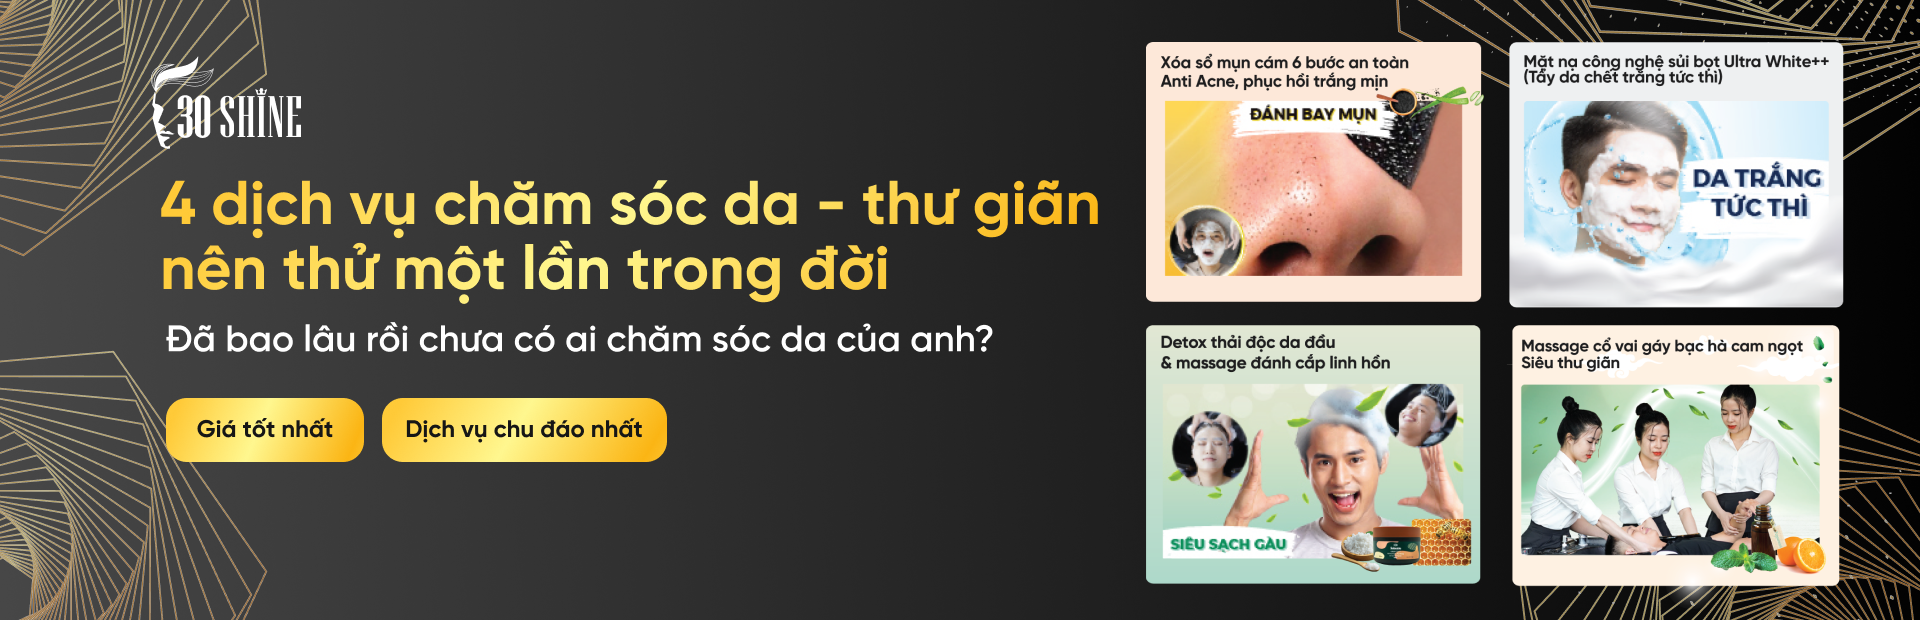 30 SHINE
4 dịch vụ chăm sóc da - thư giãn
nên thử một lần trong đời
Đã bao lâu rồi chưa có ai chăm sóc da của anh?
Giá tốt nhất
Dịch vụ chu đáo nhất
Xóa sổ mụn cám 6 bước an toàn
Anti Acne, phục hồi trắng mịn
ĐÁNH BAY MỤN
Mặt nạ công nghệ sủi bọt Ultra White++
(Tẩy da chết trắng tức thì)
DA TRẮNG
TỨC THÌ
Detox thải độc da đầu
& massage đánh cắp linh hồn
SIÊU SẠCH GÀU
Massage cổ vai gáy bạc hà cam ngọt
Siêu thư giãn